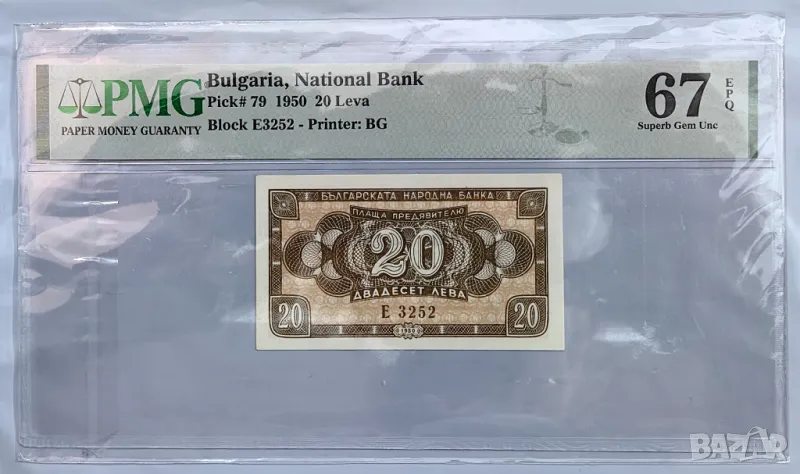 PMG
PAPER MONEY GUARANTY
Bulgaria, National Bank
Pick# 79 1950 20 Leva
Block E3252 - Printer: BG
67 EPQ
Superb Gem Unc
БЪЛГАРСКАТА НАРОДНА БАНКА
ПЛАЩА ПРЕДЯВИТЕЛЮ
20
ДВАДЕСЕТ ЛЕВА
Е 3252
20
1950
20
BAZAR